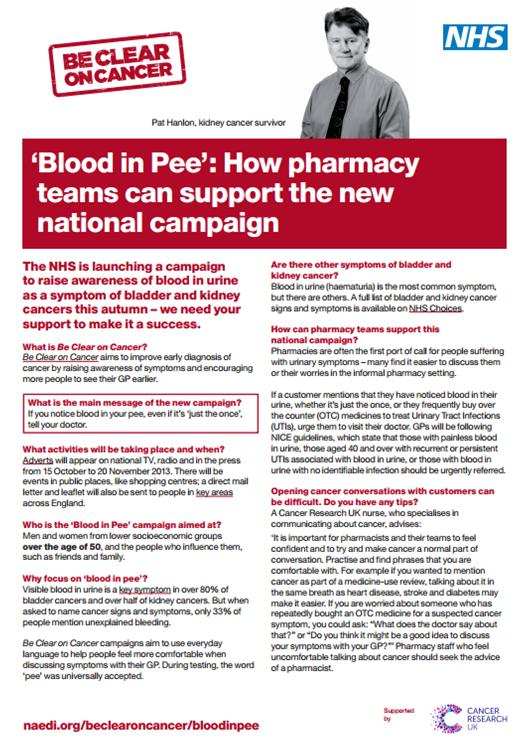 BE CLEAR
ON CANCER
NHS
Pat Hanlon, kidney cancer survivor
‘Blood in Pee’: How pharmacy
teams can support the new
national campaign
The NHS is launching a campaign
to raise awareness of blood in urine
as a symptom of bladder and kidney
cancers this autumn – we need your
support to make it a success.
What is Be Clear on Cancer?
Be Clear on Cancer aims to improve early diagnosis of
cancer by raising awareness of symptoms and encouraging
more people to see their GP earlier.
What is the main message of the new campaign?
If you notice blood in your pee, even if it’s ‘just the once’,
tell your doctor.
What activities will be taking place and when?
Adverts will appear on national TV, radio and in the press
from 15 October to 20 November 2013. There will be
events in public places, like shopping centres; a direct mail
letter and leaflet will also be sent to people in key areas
across England.
Who is the ‘Blood in Pee’ campaign aimed at?
Men and women from lower socioeconomic groups
over the age of 50, and the people who influence them,
such as friends and family.
Why focus on ‘blood in pee’?
Visible blood in urine is a key symptom in over 80% of
bladder cancers and over half of kidney cancers. But when
asked to name cancer signs and symptoms, only 33% of
people mention unexplained bleeding.
Be Clear on Cancer campaigns aim to use everyday
language to help people feel more comfortable when
discussing symptoms with their GP. During testing, the word
‘pee’ was universally accepted.
Are there other symptoms of bladder and
kidney cancer?
Blood in urine (haematuria) is the most common symptom,
but there are others. A full list of bladder and kidney cancer
signs and symptoms is available on NHS Choices.
How can pharmacy teams support this
national campaign?
Pharmacies are often the first port of call for people suffering
with urinary symptoms – many find it easier to discuss them
or their worries in the informal pharmacy setting.
If a customer mentions that they have noticed blood in their
urine, whether it’s just the once, or they frequently buy over
the counter (OTC) medicines to treat Urinary Tract Infections
(UTIs), urge them to visit their doctor. GPs will be following
NICE guidelines, which state that those with painless blood
in urine, those aged 40 and over with recurrent or persistent
UTIs associated with blood in urine, or those with blood in
urine with no identifiable infection should be urgently referred.
Opening cancer conversations with customers can
be difficult. Do you have any tips?
A Cancer Research UK nurse, who specialises in
communicating about cancer, advises:
‘It is important for pharmacists and their teams to feel
confident and to try and make cancer a normal part of
conversation. Practise and find phrases that you are
comfortable with. For example if you wanted to mention
cancer as part of a medicine-use review, talking about it in
the same breath as heart disease, stroke and diabetes may
make it easier. If you are worried about someone who has
repeatedly bought an OTC medicine for a suspected cancer
symptom, you could ask: “What does the doctor say about
that?” or “Do you think it might be a good idea to discuss
your symptoms with your GP?”’ Pharmacy staff who feel
uncomfortable talking about cancer should seek the advice
of a pharmacist.
naedi.org/beclearoncancer/bloodinpee
Supported
by
CANCER
RESEARCH
UK